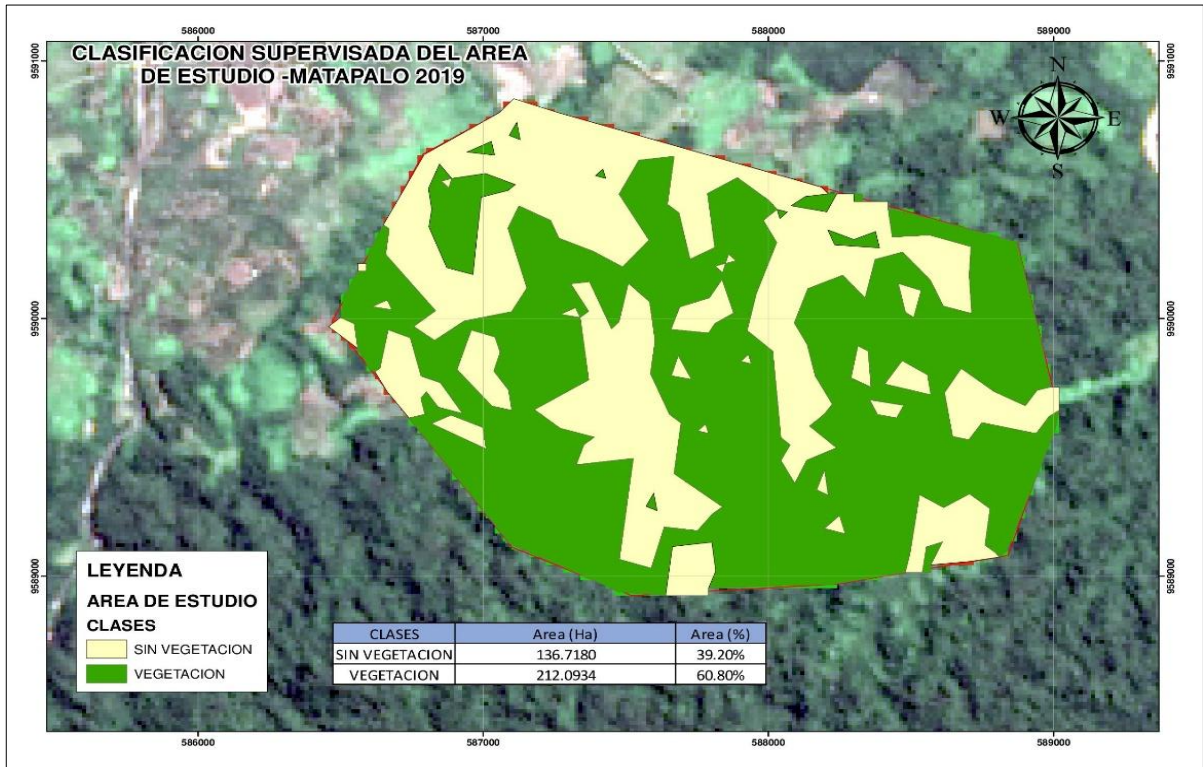 586000 587000 588000 589000
CLASIFICACION SUPERVISADA DEL AREA
DE ESTUDIO -MATAPALO 2019
9591000 9591000
N
W E
S
9590000 9590000
9589000 9589000
LEYENDA
AREA DE ESTUDIO
CLASES
SIN VEGETACION
VEGETACION
CLASES Area (Ha) Area (%)
SIN VEGETACION 136.7180 39.20%
VEGETACION 212.0934 60.80%
586000 587000 588000 589000